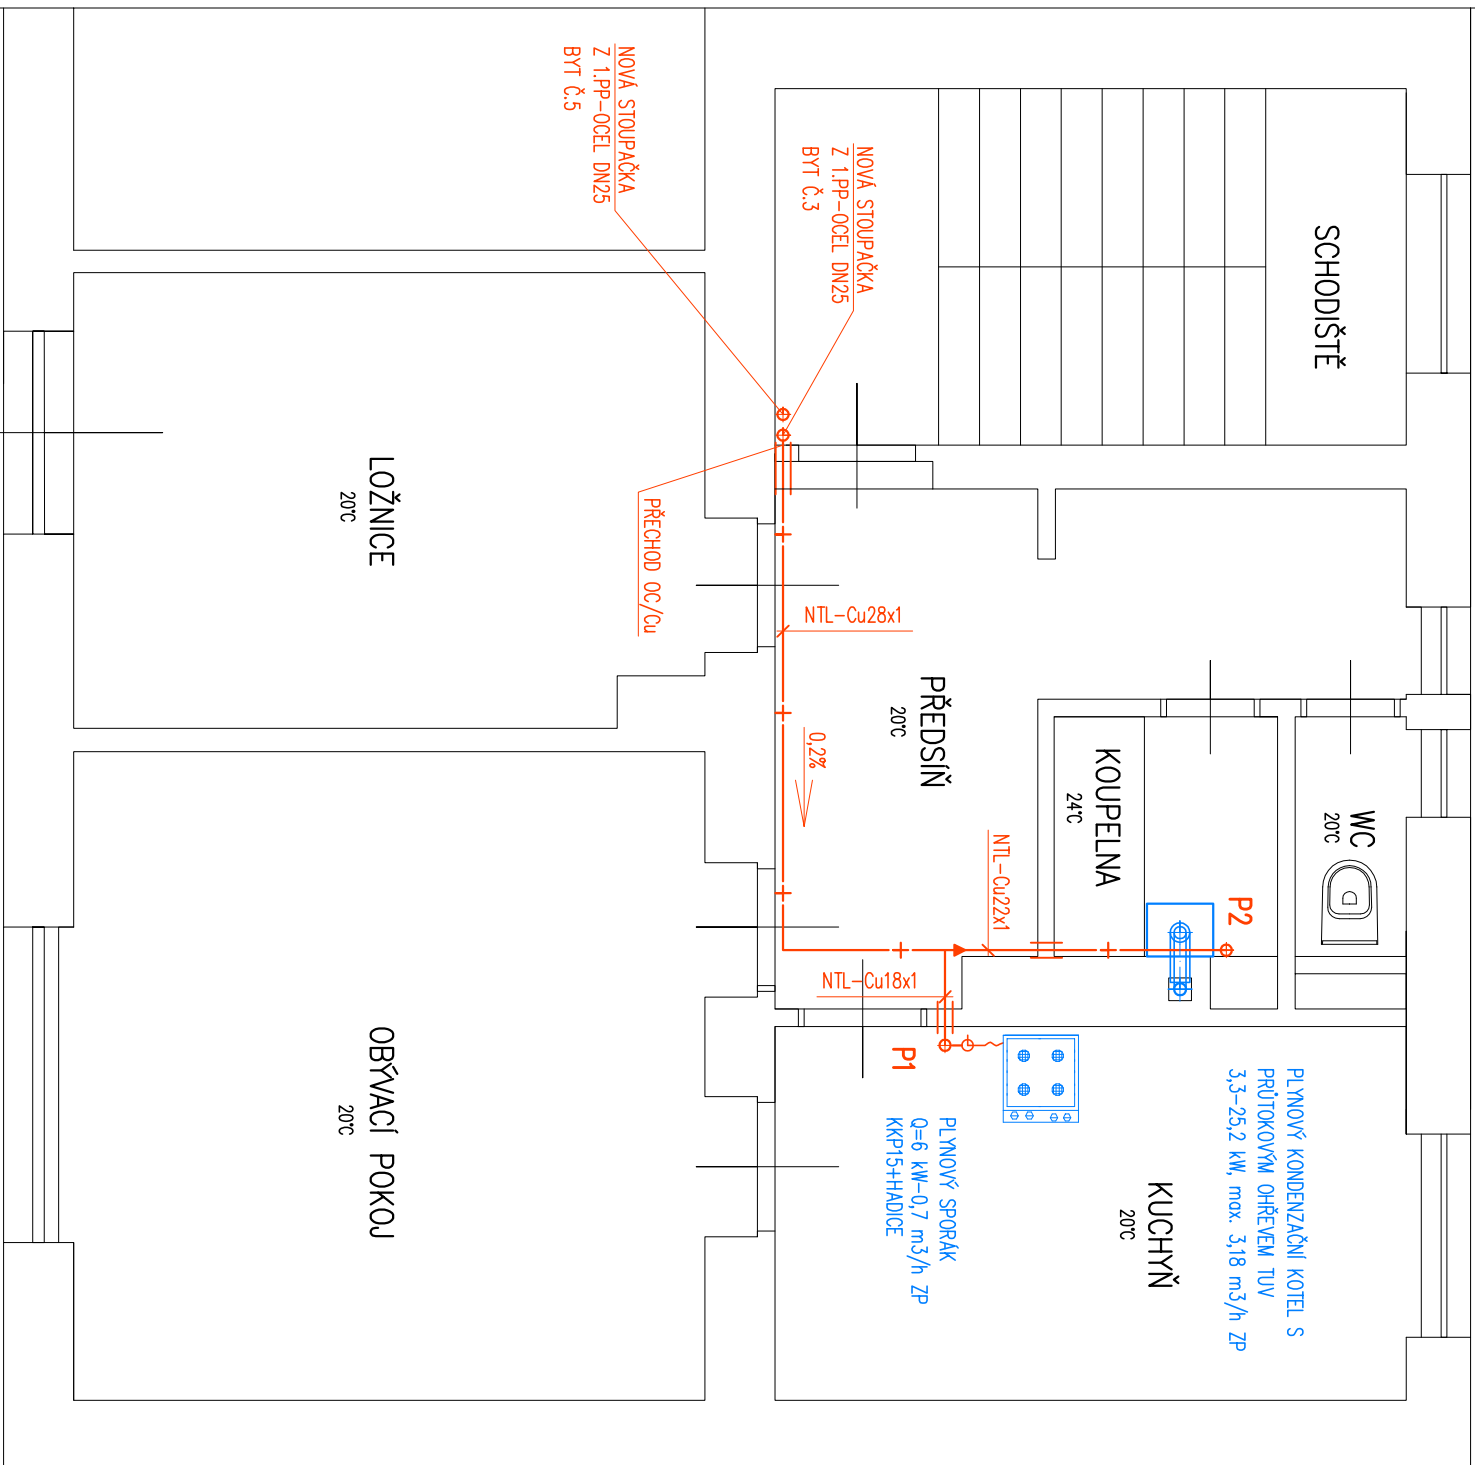 SCHODIŠTĚ
NOVÁ STOUPAČKA
Z 1.PP-OCEL DN25
BYT Č.3
NOVÁ STOUPAČKA
Z 1.PP-OCEL DN25
BYT Č.5
LOŽNICE
20°C
PŘECHOD OC/Cu
NTL-Cu28x1
PŘEDSÍŇ
20°C
0,2%
KOUPELNA
24°C
WC
20°C
P2
NTL-Cu22x1
NTL-Cu18x1
P1
OBÝVACÍ POKOJ
20°C
PLYNOVÝ KONDENZAČNÍ KOTEL S
PRŮTOKOVÝM OHŘEVEM TUV
3,3-25,2 kW, max. 3,18 m3/h ZP
KUCHYŇ
20°C
PLYNOVÝ SPORÁK
Q=6 kW-0,7 m3/h ZP
KKP15+HADICE